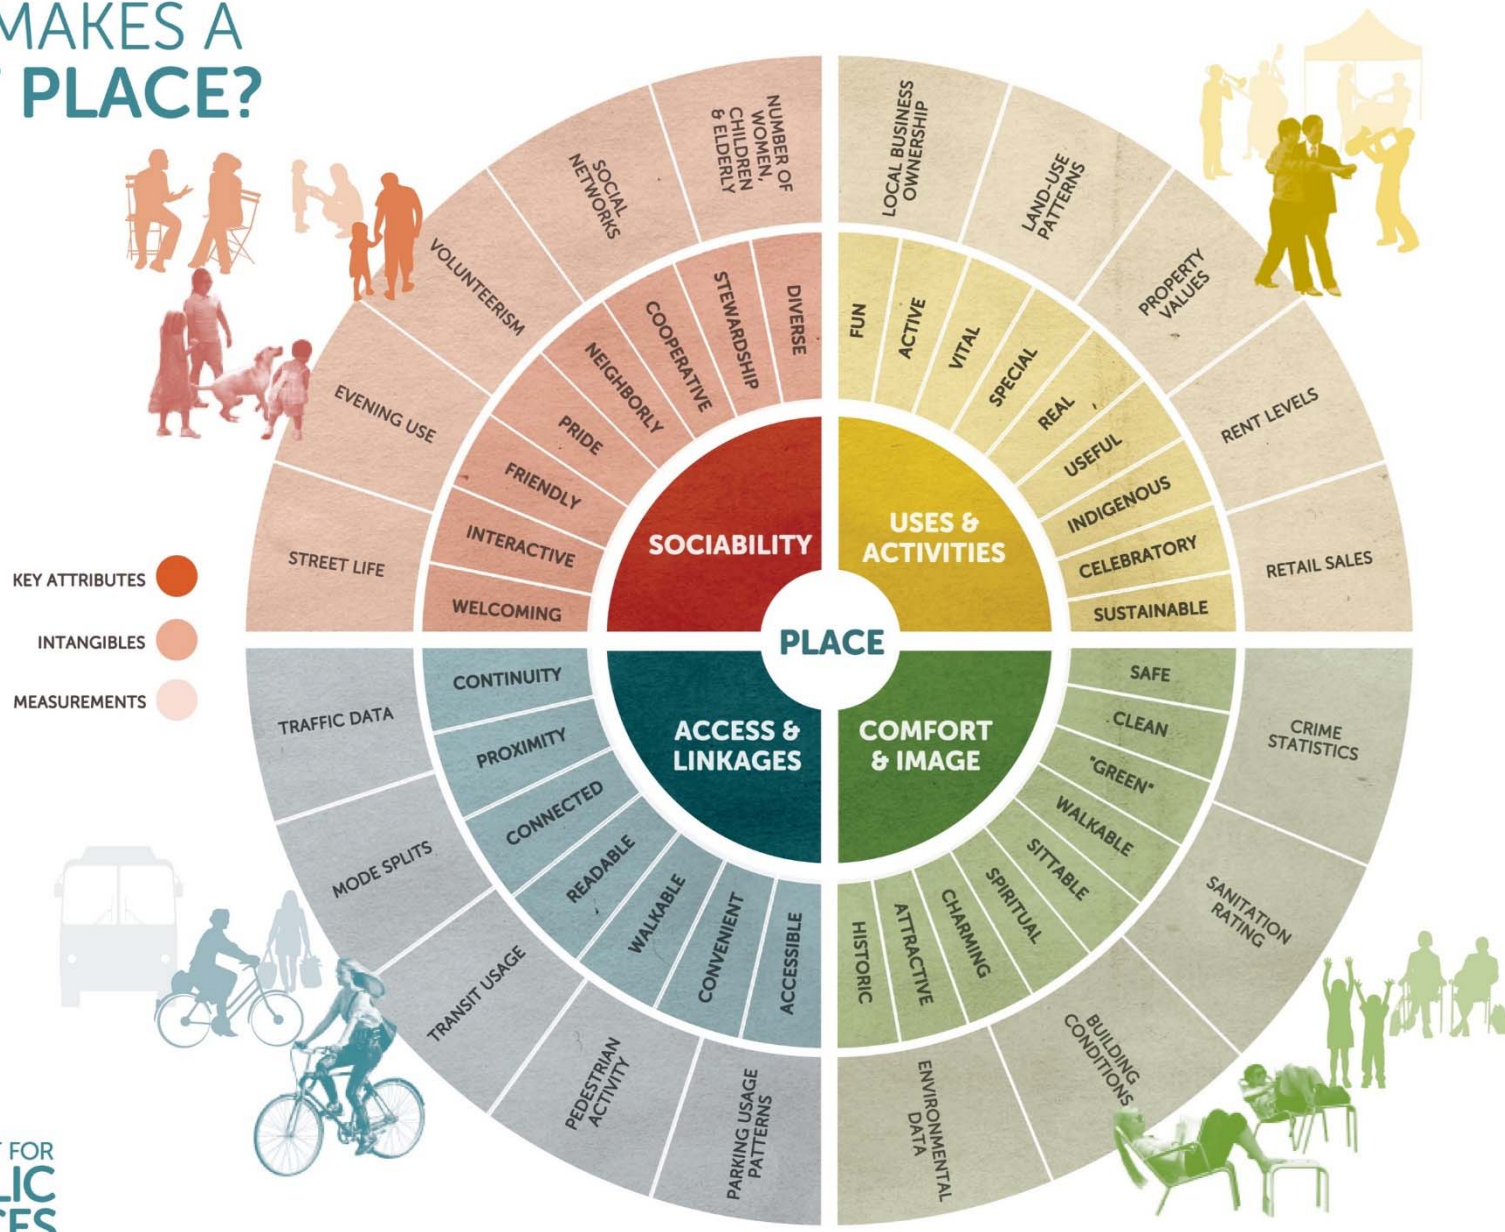 MAKES A
PLACE?
KEY ATTRIBUTES
INTANGIBLES
MEASUREMENTS
PLACE
SOCIABILITY
USES &
ACTIVITIES
ACCESS &
LINKAGES
COMFORT
& IMAGE
WELCOMING
INTERACTIVE
FRIENDLY
PRIDE
NEIGHBORLY
COOPERATIVE
STEWARDSHIP
DIVERSE
STREET LIFE
EVENING USE
VOLUNTEERISM
SOCIAL
NETWORKS
NUMBER OF
WOMEN,
CHILDREN
& ELDERLY
FUN
ACTIVE
VITAL
SPECIAL
REAL
USEFUL
INDIGENOUS
CELEBRATORY
SUSTAINABLE
LOCAL BUSINESS
OWNERSHIP
LAND-USE
PATTERNS
PROPERTY
VALUES
RENT LEVELS
RETAIL SALES
SAFE
CLEAN
"GREEN"
WALKABLE
SITTABLE
SPIRITUAL
CHARMING
ATTRACTIVE
HISTORIC
CRIME
STATISTICS
SANITATION
RATING
BUILDING
CONDITIONS
ENVIRONMENTAL
DATA
CONTINUITY
PROXIMITY
CONNECTED
READABLE
WALKABLE
CONVENIENT
ACCESSIBLE
TRAFFIC DATA
MODE SPLITS
TRANSIT USAGE
PEDESTRIAN
ACTIVITY
PARKING USAGE
PATTERNS
FOR